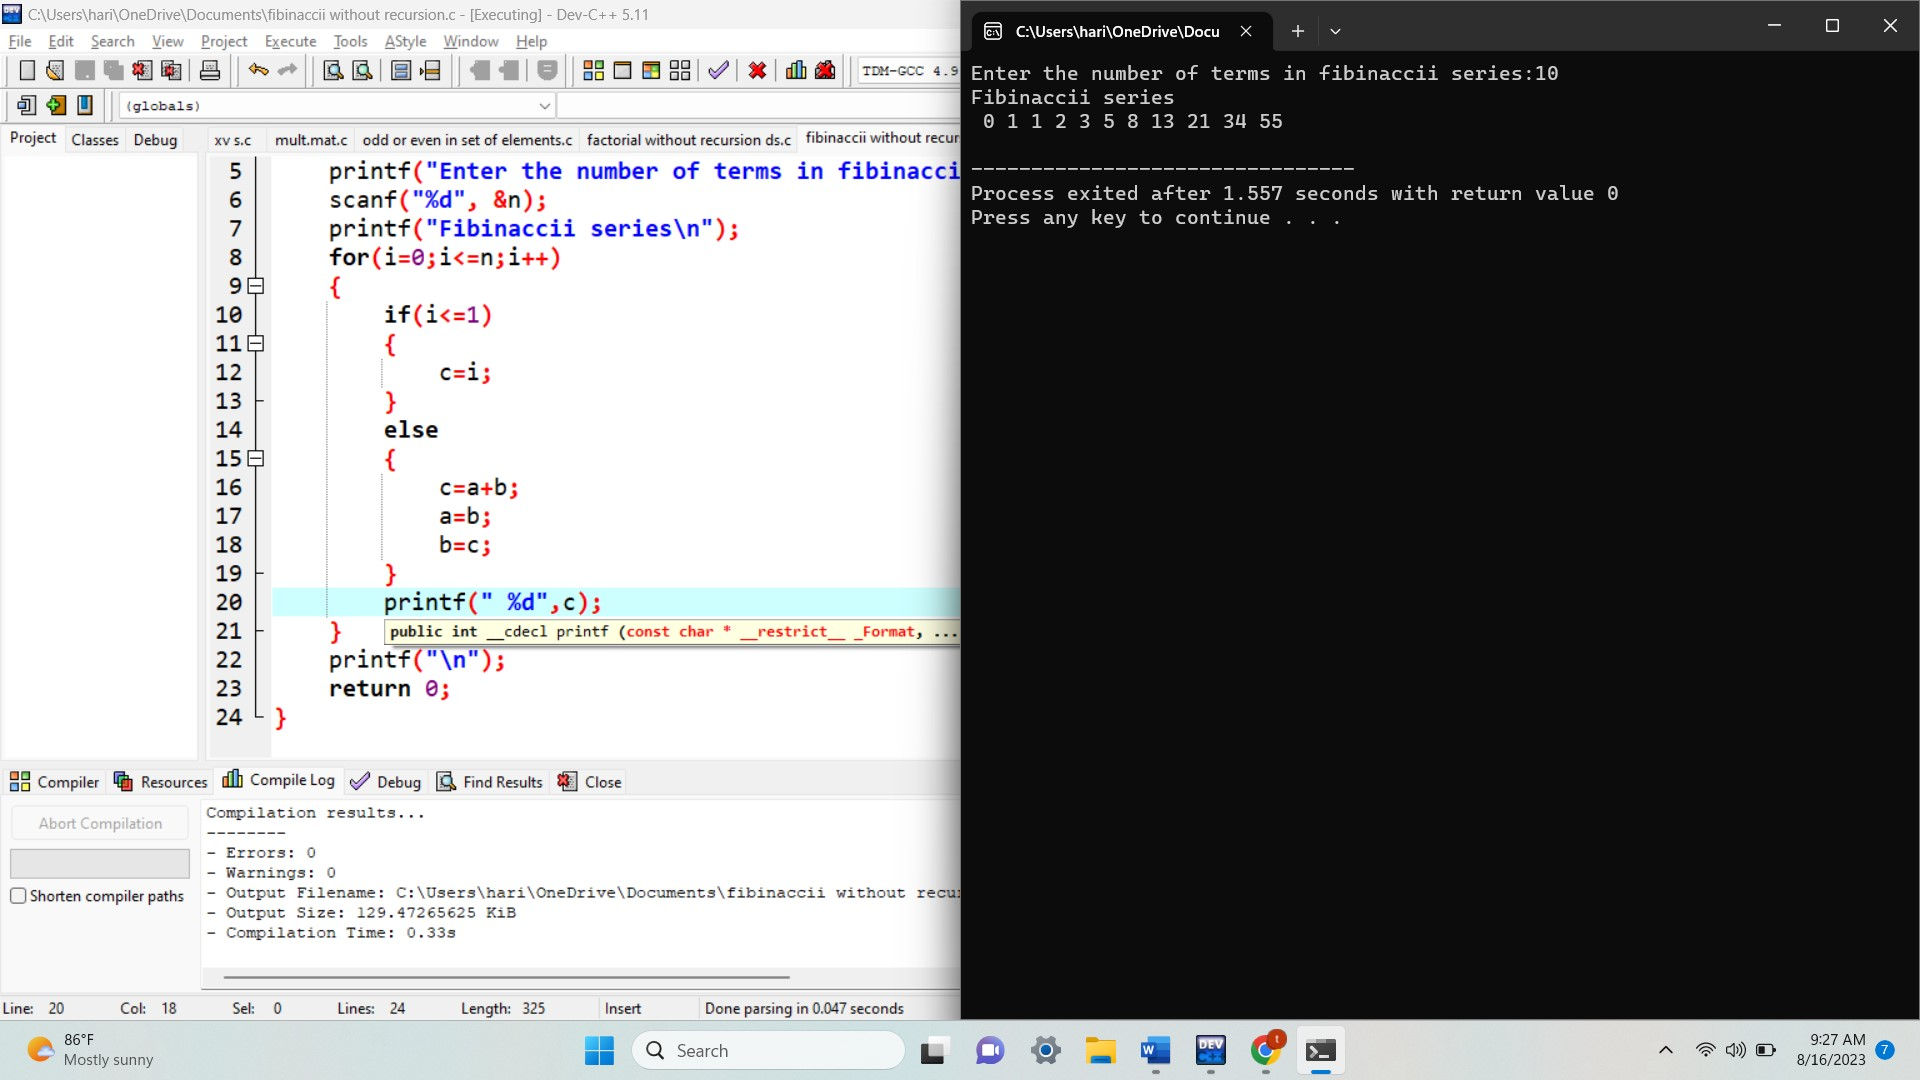 C:\Users\hari\OneDrive\Documents\fibinaccii without recursion.c - [Executing] - Dev-C++ 5.11
File Edit Search View Project Execute Tools AStyle Window Help
TDM-GCC 4.9
(globals)
Project Classes Debug
xv s.c mult.mat.c odd or even in set of elements.c factorial without recursion ds.c fibinaccii without recur
5 printf("Enter the number of terms in fibinacci
6 scanf("%d", &n);
7 printf("Fibinaccii series\n");
8 for(i=0;i<=n;i++)
9 {
10 if(i<=1)
11 {
12 c=i;
13 }
14 else
15 {
16 c=a+b;
17 a=b;
18 b=c;
19 }
20 printf(" %d",c);
21 }
public int __cdecl printf (const char * __restrict__ _Format, ...
22 printf("\n");
23 return 0;
24 }
Compiler Resources Compile Log Debug Find Results Close
Abort Compilation
Shorten compiler paths
Compilation results...
--------
- Errors: 0
- Warnings: 0
- Output Filename: C:\Users\hari\OneDrive\Documents\fibinaccii without recu
- Output Size: 129.47265625 KiB
- Compilation Time: 0.33s
Line: 20 Col: 18 Sel: 0 Lines: 24 Length: 325 Insert Done parsing in 0.047 seconds
C:\Users\hari\OneDrive\Docu
Enter the number of terms in fibinaccii series:10
Fibinaccii series
0 1 1 2 3 5 8 13 21 34 55
--------------------------------
Process exited after 1.557 seconds with return value 0
Press any key to continue . . .
86°F
Mostly sunny
Search
DEV
W
t
9:27 AM
8/16/2023
7